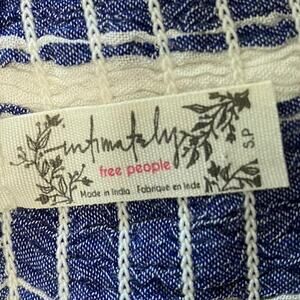 intimately
free people
Made in India Fabriqué en Inde
S.P